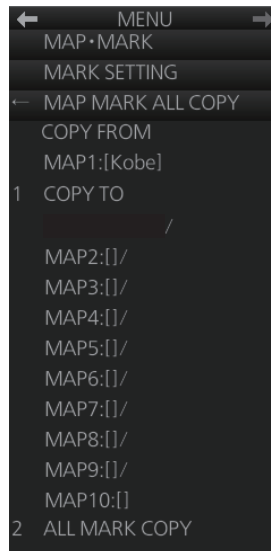 ← MENU →
MAP・MARK
MARK SETTING
← MAP MARK ALL COPY
COPY FROM
MAP1:[Kobe]
1 COPY TO
/
MAP2:[]/
MAP3:[]/
MAP4:[]/
MAP5:[]/
MAP6:[]/
MAP7:[]/
MAP8:[]/
MAP9:[]/
MAP10:[]
2 ALL MARK COPY